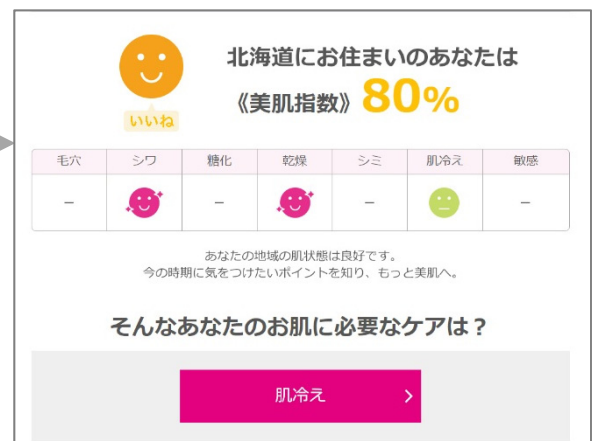 北海道にお住まいのあなたは
《美肌指数》 80%
いいね
毛穴 シワ 糖化 乾燥 シミ 肌冷え 敏感
– – – –
あなたの地域の肌状態は良好です。
今の時期に気をつけたいポイントを知り、もっと美肌へ。
そんなあなたのお肌に必要なケアは？
肌冷え